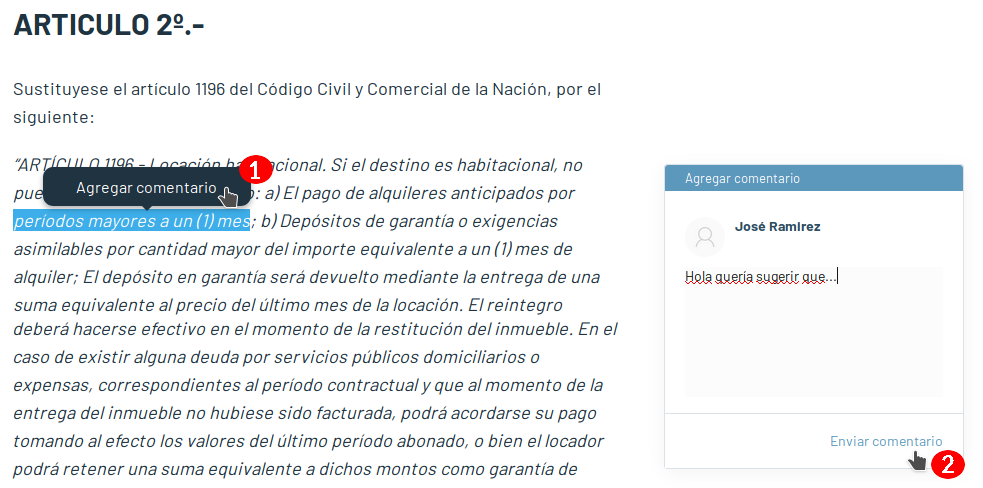 ARTICULO 2º.-
Sustituyese el artículo 1196 del Código Civil y Comercial de la Nación, por el
siguiente:
“ARTÍCULO 1196 - Locación habitacional. Si el destino es habitacional, no
1
Agregar comentario
a) El pago de alquileres anticipados por
períodos mayores a un (1) mes; b) Depósitos de garantía o exigencias
asimilables por cantidad mayor del importe equivalente a un (1) mes de
alquiler; El depósito en garantía será devuelto mediante la entrega de una
suma equivalente al precio del último mes de la locación. El reintegro
deberá hacerse efectivo en el momento de la restitución del inmueble. En el
caso de existir alguna deuda por servicios públicos domiciliarios o
expensas, correspondientes al período contractual y que al momento de la
entrega del inmueble no hubiese sido facturada, podrá acordarse su pago
tomando al efecto los valores del último período abonado, o bien el locador
podrá retener una suma equivalente a dichos montos como garantía de
Agregar comentario
José Ramirez
Hola quería sugerir que...
Enviar comentario
2